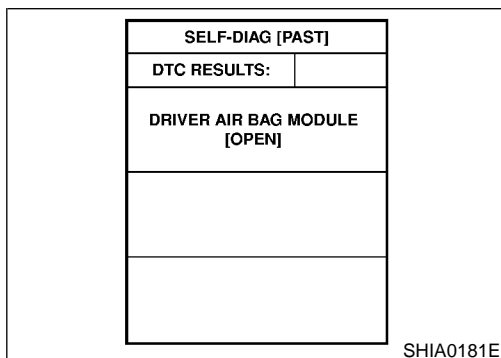 SELF-DIAG [PAST]
DTC RESULTS:
DRIVER AIR BAG MODULE
[OPEN]
SHIA0181E